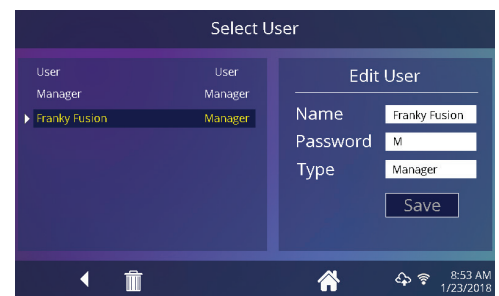 Select User
User User
Manager Manager
Franky Fusion Manager
Edit User
Name Franky Fusion
Password M
Type Manager
Save
8:53 AM
1/23/2018